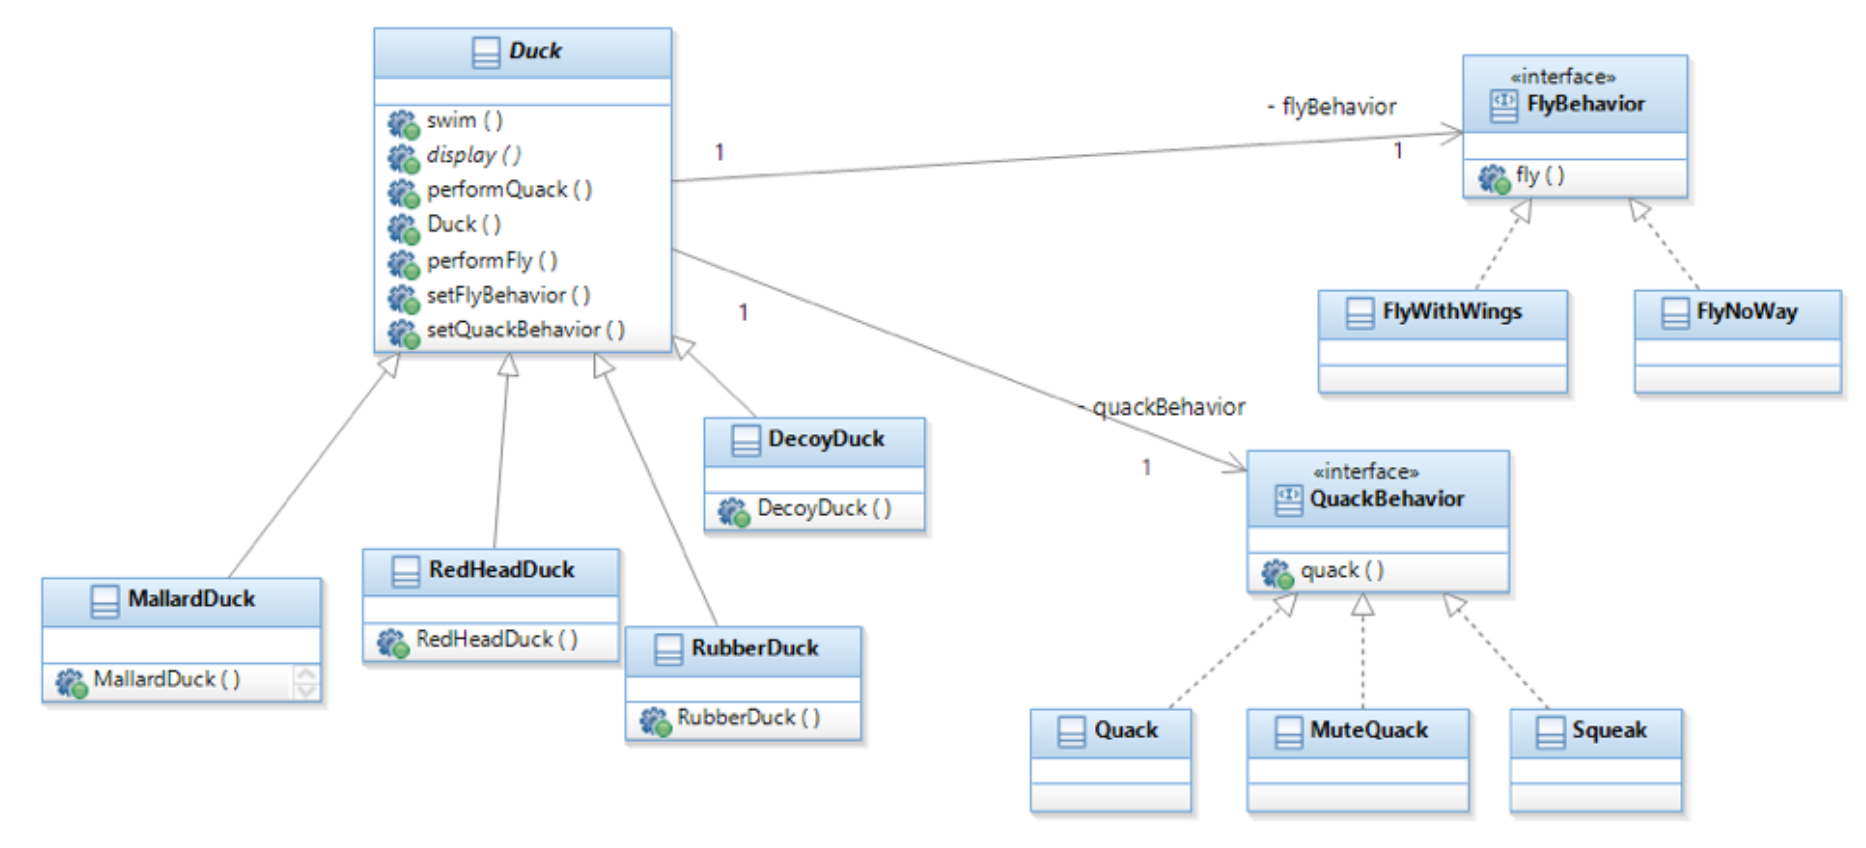 Duck
swim ( )
display ( )
performQuack ( )
Duck ( )
performFly ( )
setFlyBehavior ( )
setQuackBehavior ( )
1
- flyBehavior
1
«interface»
FlyBehavior
fly ( )
FlyWithWings
FlyNoWay
1
- quackBehavior
1
«interface»
QuackBehavior
quack ( )
DecoyDuck
DecoyDuck ( )
RedHeadDuck
RedHeadDuck ( )
MallardDuck
MallardDuck ( )
RubberDuck
RubberDuck ( )
Quack
MuteQuack
Squeak